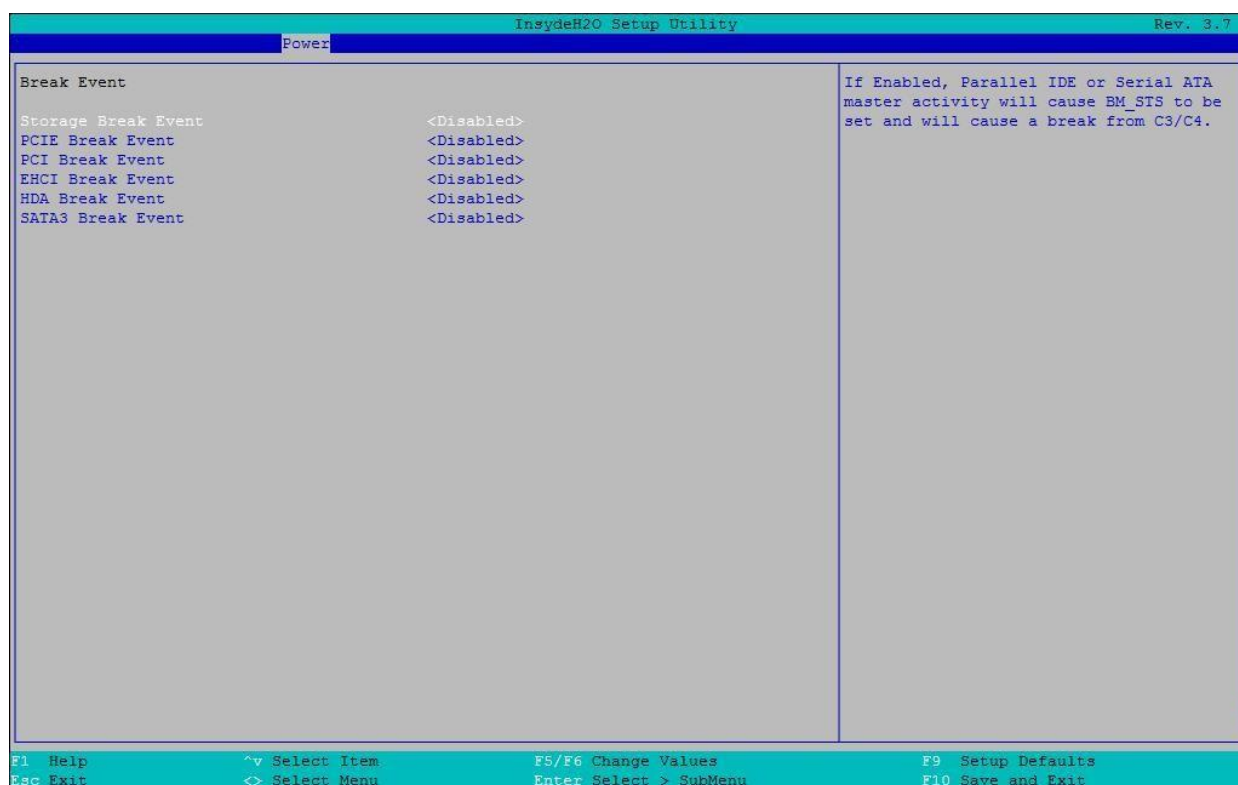 InsydeH2O Setup Utility Rev. 3.7
Power
Break Event
Storage Break Event <Disabled>
PCIE Break Event <Disabled>
PCI Break Event <Disabled>
EHCI Break Event <Disabled>
HDA Break Event <Disabled>
SATA3 Break Event <Disabled>
If Enabled, Parallel IDE or Serial ATA
master activity will cause BM_STS to be
set and will cause a break from C3/C4.
F1 Help ^v Select Item F5/F6 Change Values F9 Setup Defaults
Esc Exit <> Select Menu Enter Select > SubMenu F10 Save and Exit